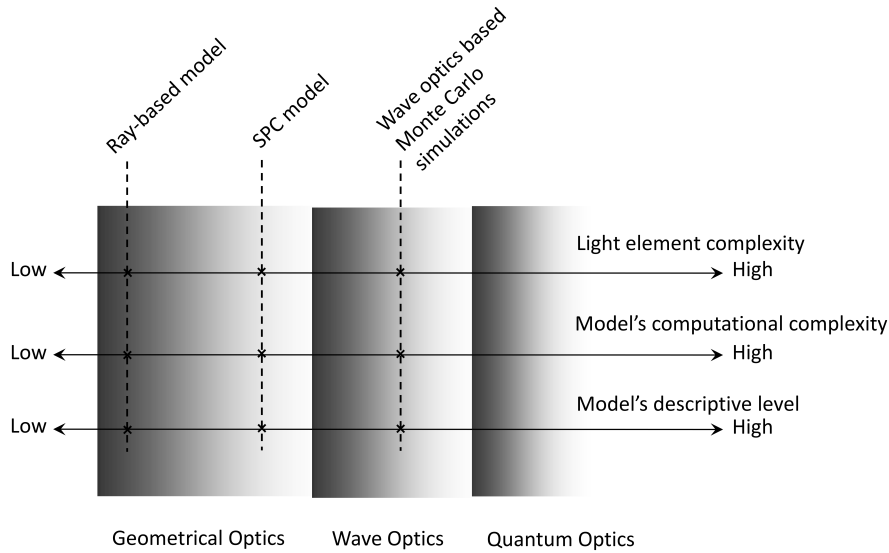 Ray-based model
SPC model
Wave optics based
Monte Carlo
simulations
Light element complexity
Low
High
Model's computational complexity
Low
High
Model's descriptive level
Low
High
Geometrical Optics
Wave Optics
Quantum Optics